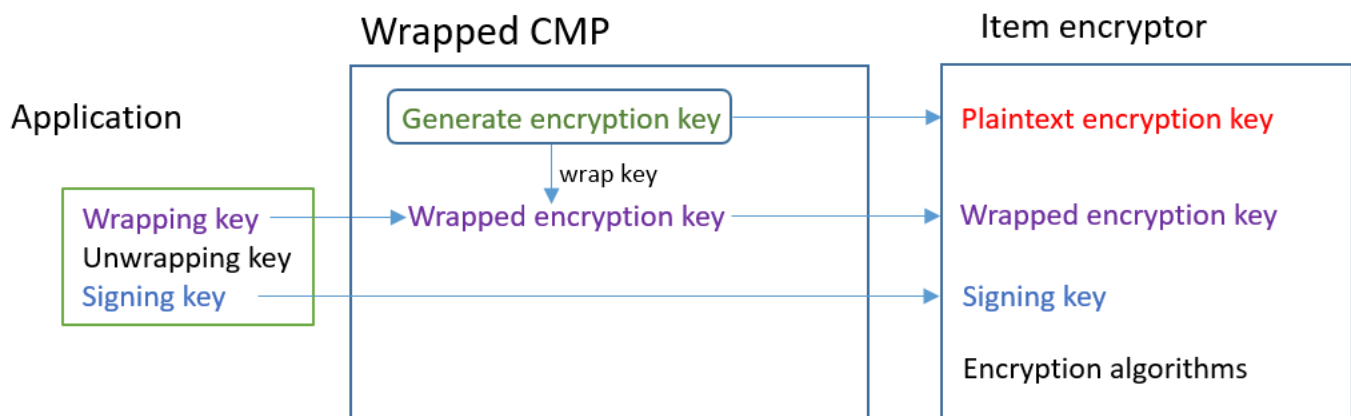 Wrapped CMP
Item encryptor
Application
Generate encryption key
Plaintext encryption key
wrap key
Wrapping key
Wrapped encryption key
Wrapped encryption key
Unwrapping key
Signing key
Signing key
Encryption algorithms